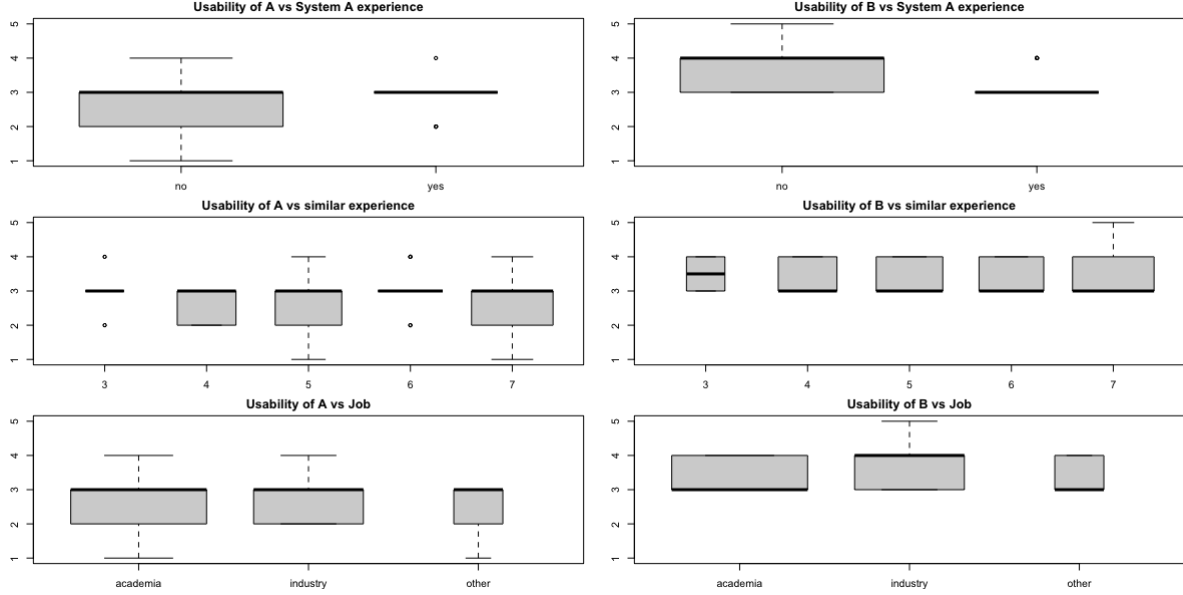 Usability of A vs System A experience
5
4
3
2
1
no yes
Usability of B vs System A experience
5
4
3
2
1
no yes
Usability of A vs similar experience
5
4
3
2
1
3 4 5 6 7
Usability of B vs similar experience
5
4
3
2
1
3 4 5 6 7
Usability of A vs Job
5
4
3
2
1
academia industry other
Usability of B vs Job
5
4
3
2
1
academia industry other